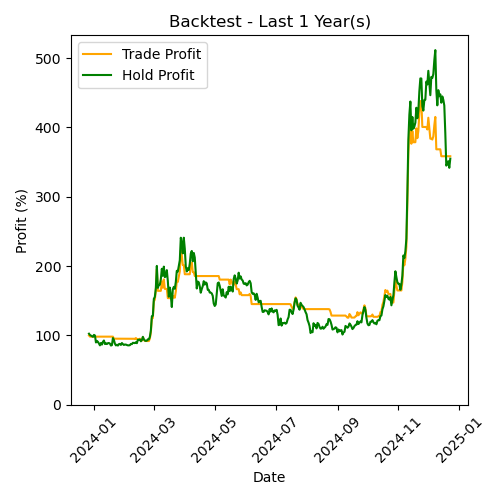 Backtest - Last 1 Year(s)
Trade Profit
Hold Profit
Profit (%)
500
400
300
200
100
0
2024-01
2024-03
2024-05
2024-07
2024-09
2024-11
2025-01
Date